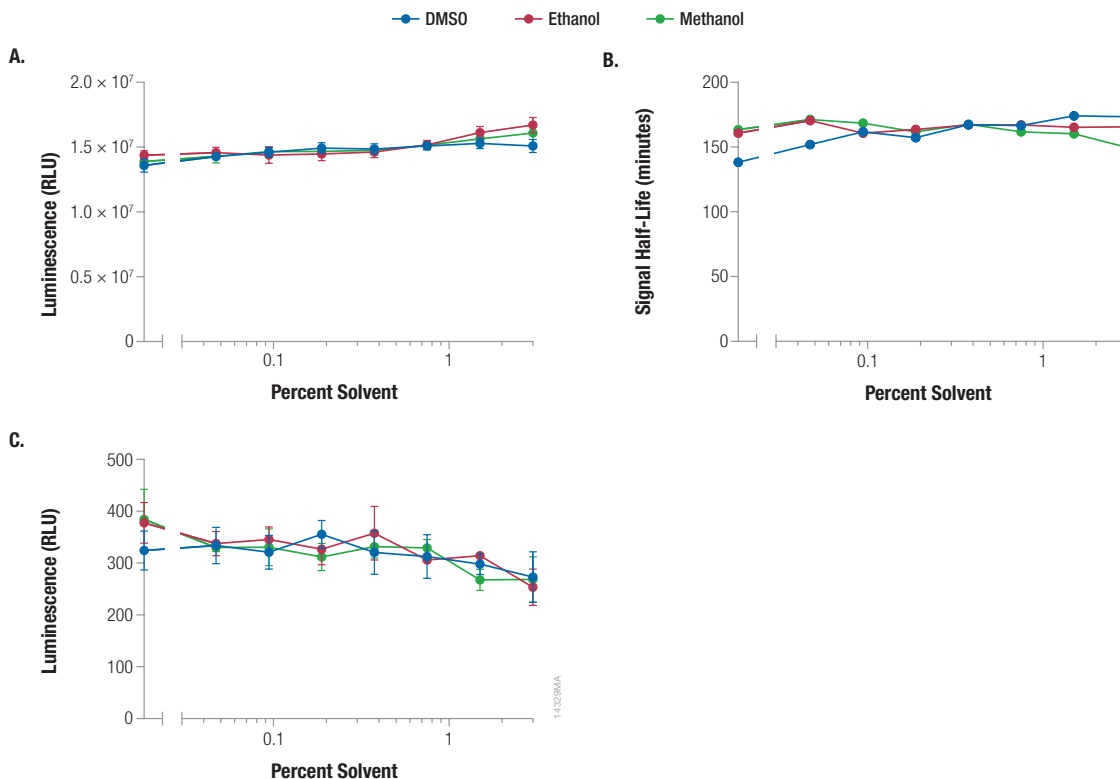 DMSO Ethanol Methanol
A.
2.0 × 10⁷
1.5 × 10⁷
1.0 × 10⁷
0.5 × 10⁷
0
Luminescence (RLU)
0.1 1
Percent Solvent
B.
200
150
100
50
0
Signal Half-Life (minutes)
0.1 1
Percent Solvent
C.
500
400
300
200
100
0
Luminescence (RLU)
0.1 1
Percent Solvent
14329MA